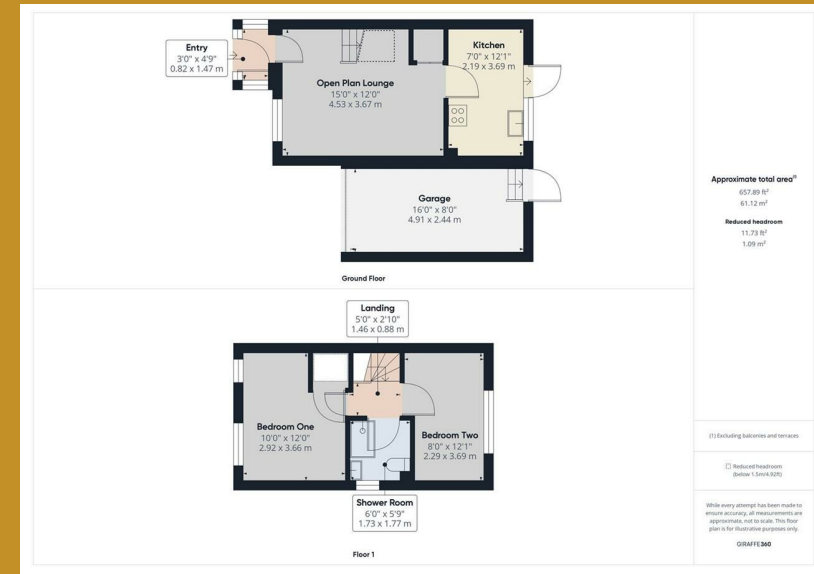 Entry
3'0" x 4'9"
0.82 x 1.47 m
Open Plan Lounge
15'0" x 12'0"
4.53 x 3.67 m
Kitchen
7'0" x 12'1"
2.19 x 3.69 m
Garage
16'0" x 8'0"
4.91 x 2.44 m
Ground Floor
Landing
5'0" x 2'10"
1.46 x 0.88 m
Bedroom One
10'0" x 12'0"
2.92 x 3.66 m
Bedroom Two
8'0" x 12'1"
2.29 x 3.69 m
Shower Room
6'0" x 5'9"
1.73 x 1.77 m
Floor 1
Approximate total area⁽¹⁾
657.89 ft²
61.12 m²
Reduced headroom
11.73 ft²
1.09 m²
(1) Excluding balconies and terraces
Reduced headroom
(below 1.5m/4.92ft)
While every attempt has been made to
ensure accuracy, all measurements are
approximate, not to scale. This floor
plan is for illustrative purposes only.
GIRAFFE360